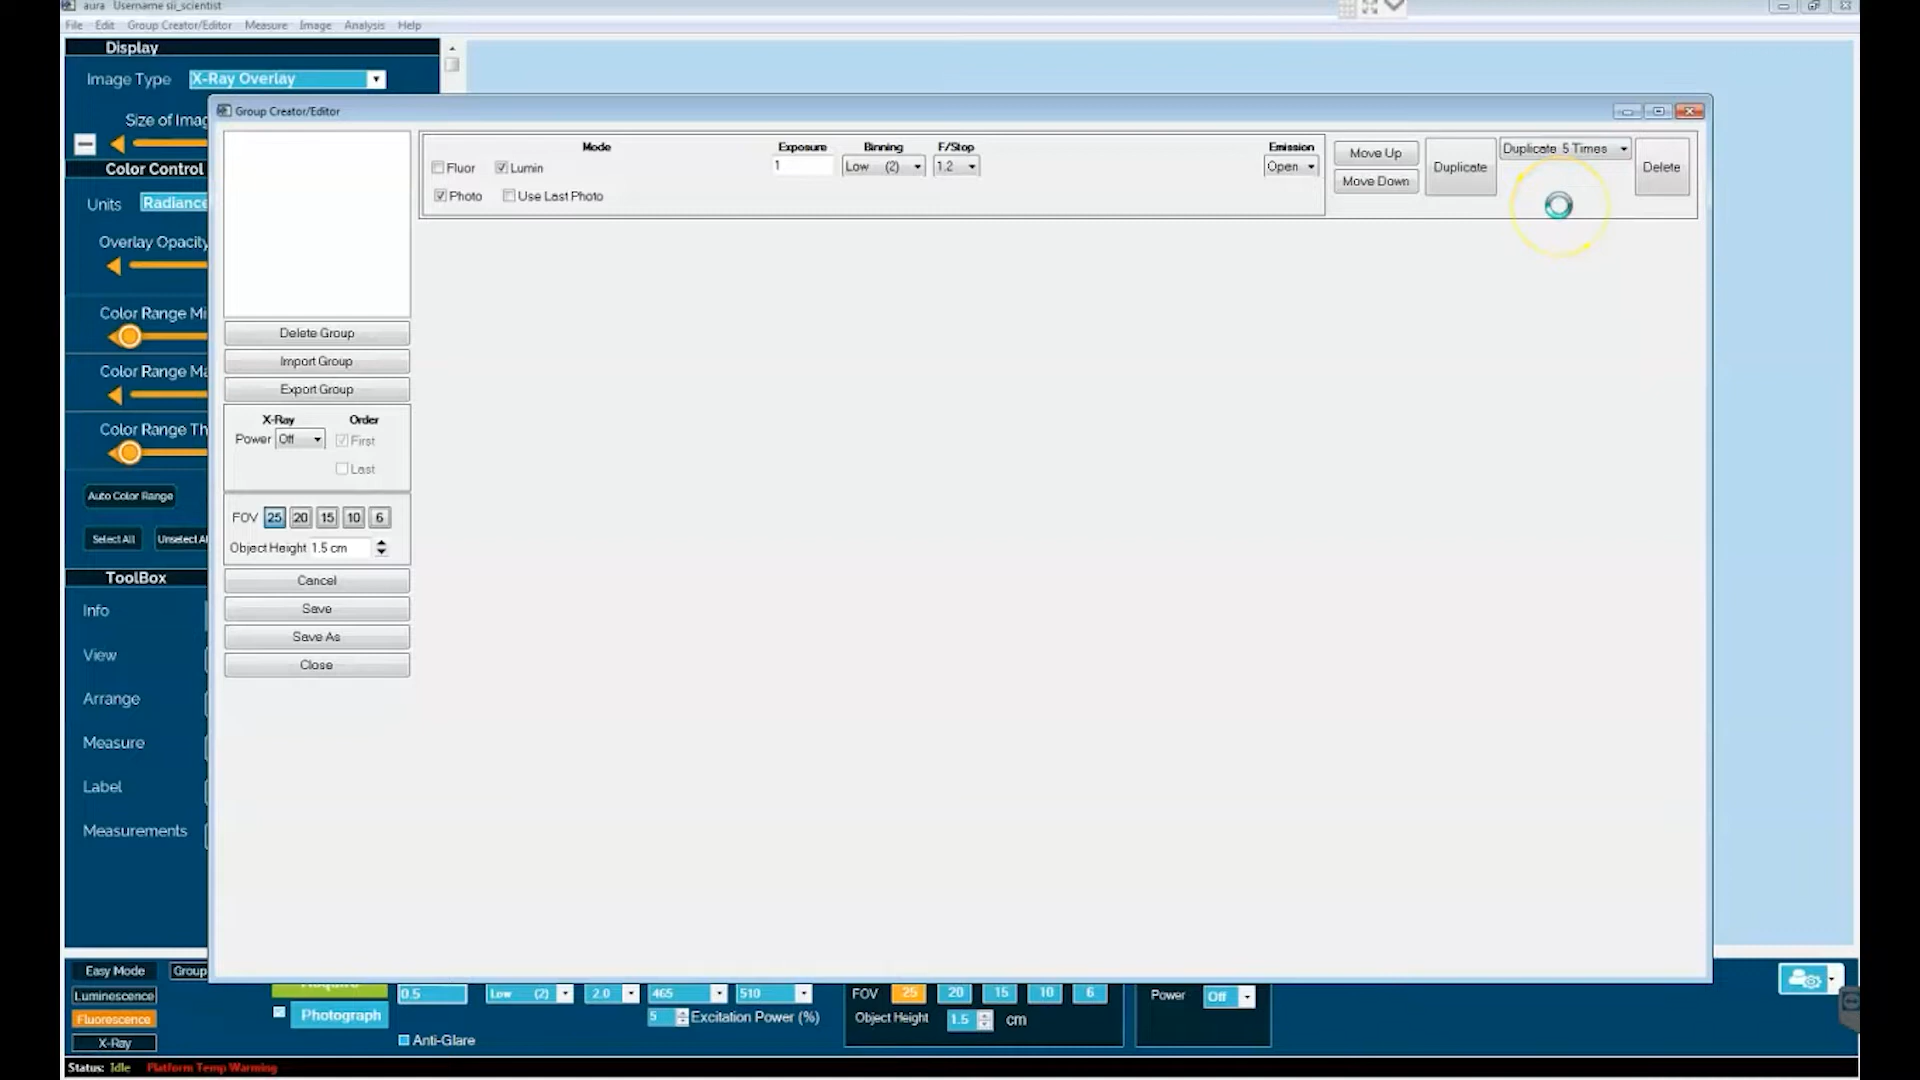 aura Username sii_scientist
File Edit Group Creator/Editor Measure Image Analysis Help
Display
Image Type X-Ray Overlay
Size of Imag
Color Control
Units Radiance
Overlay Opacity
Color Range Mi
Color Range Ma
Color Range Th
Auto Color Range
Select All Unselect Al
ToolBox
Info
View
Arrange
Measure
Label
Measurements
Group Creator/Editor
Mode Exposure Binning F/Stop Emission
Fluor Lumin 1 Low (2) 1.2 Open
Photo Use Last Photo
Move Up
Move Down
Duplicate
Duplicate 5 Times
Delete
Delete Group
Import Group
Export Group
X-Ray Order
Power Off First
Last
FOV 25 20 15 10 6
Object Height 1.5 cm
Cancel
Save
Save As
Close
Easy Mode Group
Luminescence
Fluorescence
X-Ray
Photograph
0.5 Low (2) 2.0 465 510
5 Excitation Power (%)
Anti-Glare
FOV 25 20 15 10 6
Object Height 1.5 cm
Power Off
Status: Idle Platform Temp Warming